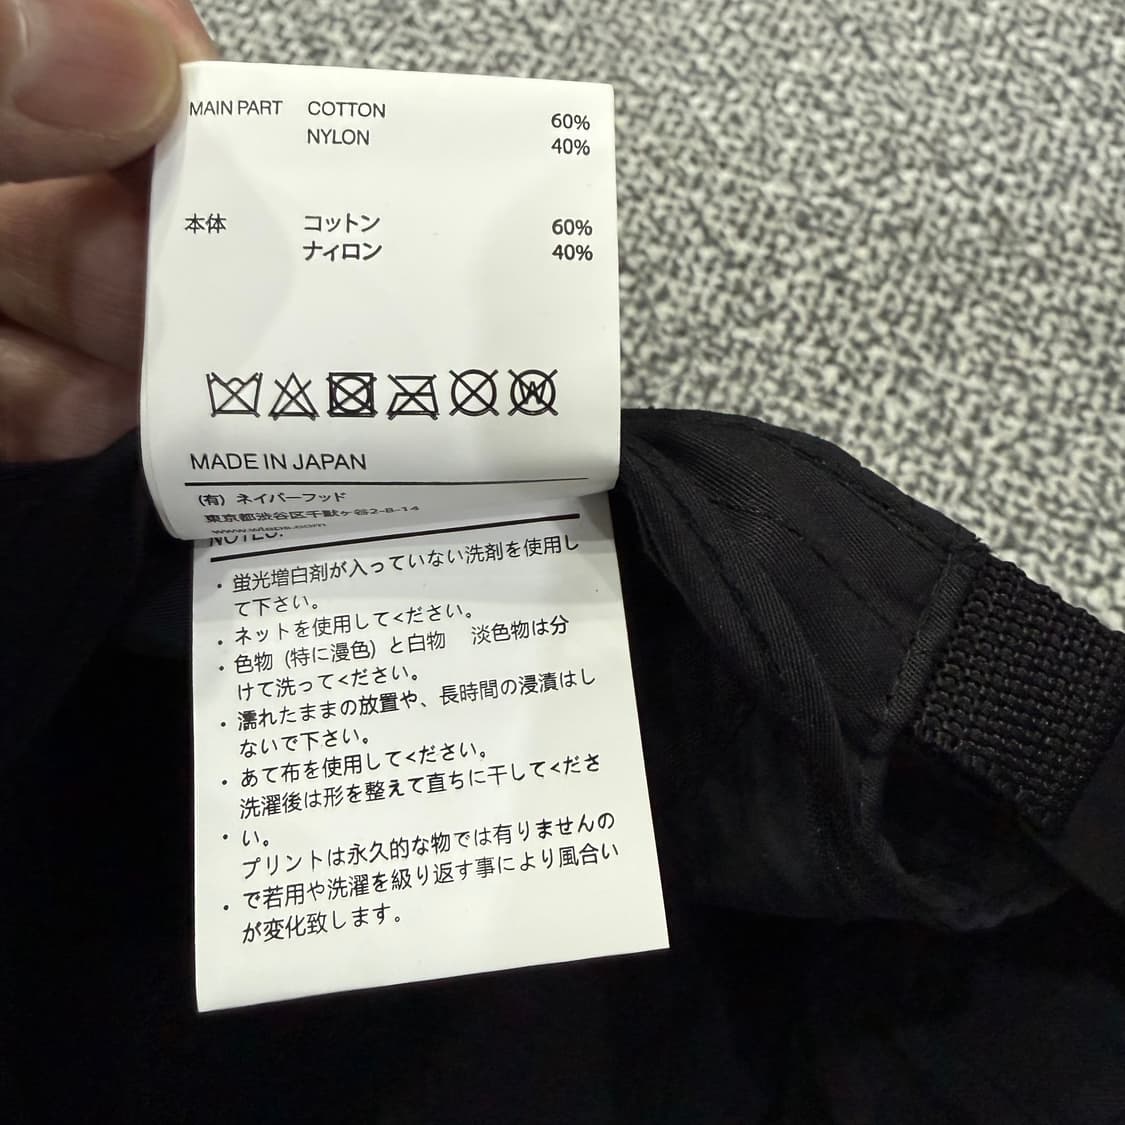 MAIN PART COTTON 60%
NYLON 40%
本体 コットン 60%
ナイロン 40%
W
MADE IN JAPAN
(有) ネイバーフッド
東京都渋谷区千駄ヶ谷2-8-14
www.wtaps.com
NOTES:
・蛍光増白剤が入っていない洗剤を使用し
て下さい。
・ネットを使用してください。
・色物 (特に濃色) と白物 淡色物は分
けて洗ってください。
・濡れたままの放置や、長時間の浸漬はし
ないで下さい。
・あて布を使用してください。
洗濯後は形を整えて直ちに干してくださ
・い。
プリントは永久的な物では有りませんの
・で若用や洗濯を級り返す事により風合い
が変化致します。